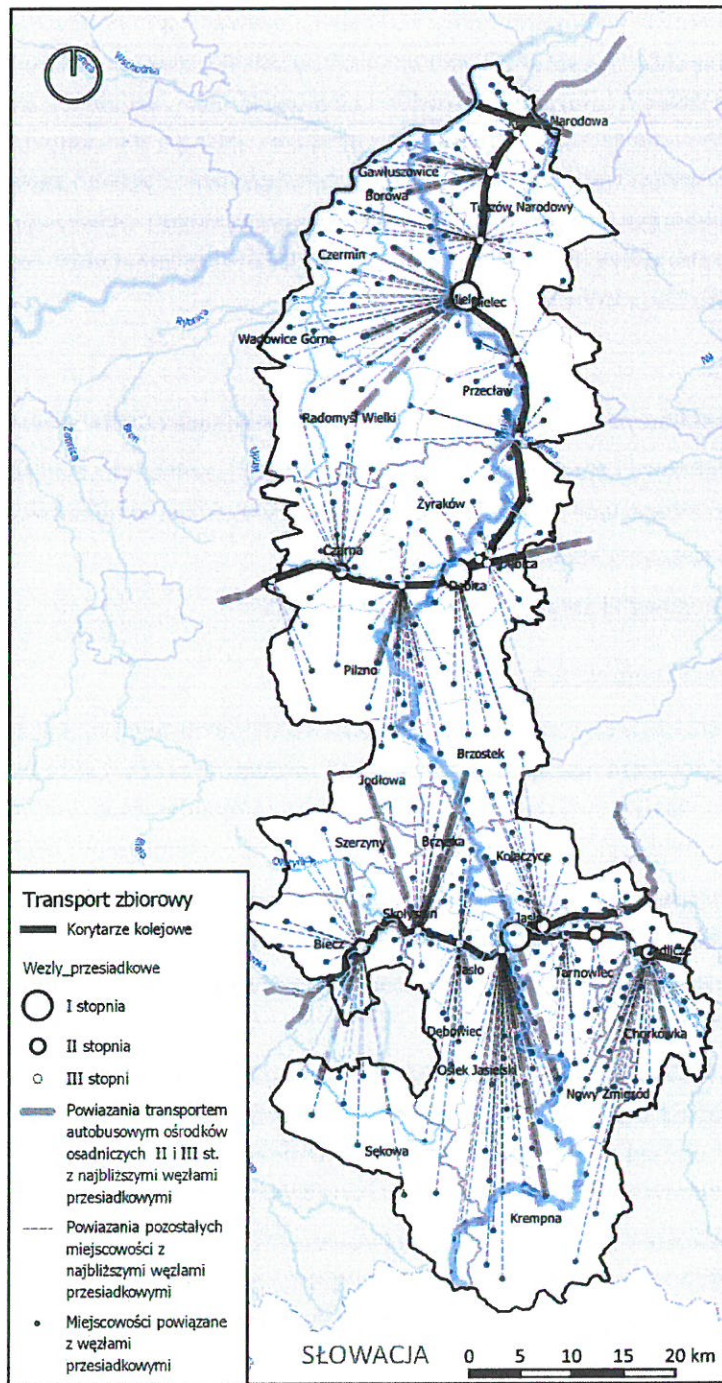 Wschodnia
Narodowa
Gawłuszowice
Borowa
Tuszów Narodowy
Czermin
Mielec
Rybnica
Wadowice Górne
Przecław
Radomyśl Wielki
Żyraków
Czarna
Dębica
Pilzno
Brzostek
Jodłowa
Szerzyny
Brzyska
Kołaczyce
Skołyszyn
Jasło
Biecz
Jasło
Tarnowiec
Jedlicze
Dębowiec
Chorkówka
Osiek Jasielski
Nowy Żmigród
Sękowa
Krempna
Transport zbiorowy
Korytarze kolejowe
Wezly_przesiadkowe
I stopnia
II stopnia
III stopni
Powiazania transportem
autobusowym ośrodków
osadniczych II i III st.
z najbliższymi węzłami
przesiadkowymi
Powiązania pozostałych
miejscowości z
najbliższymi węzłami
przesiadkowymi
Miejscowości powiązane
z węzłami
przesiadkowymi
SŁOWACJA
0 5 10 15 20 km